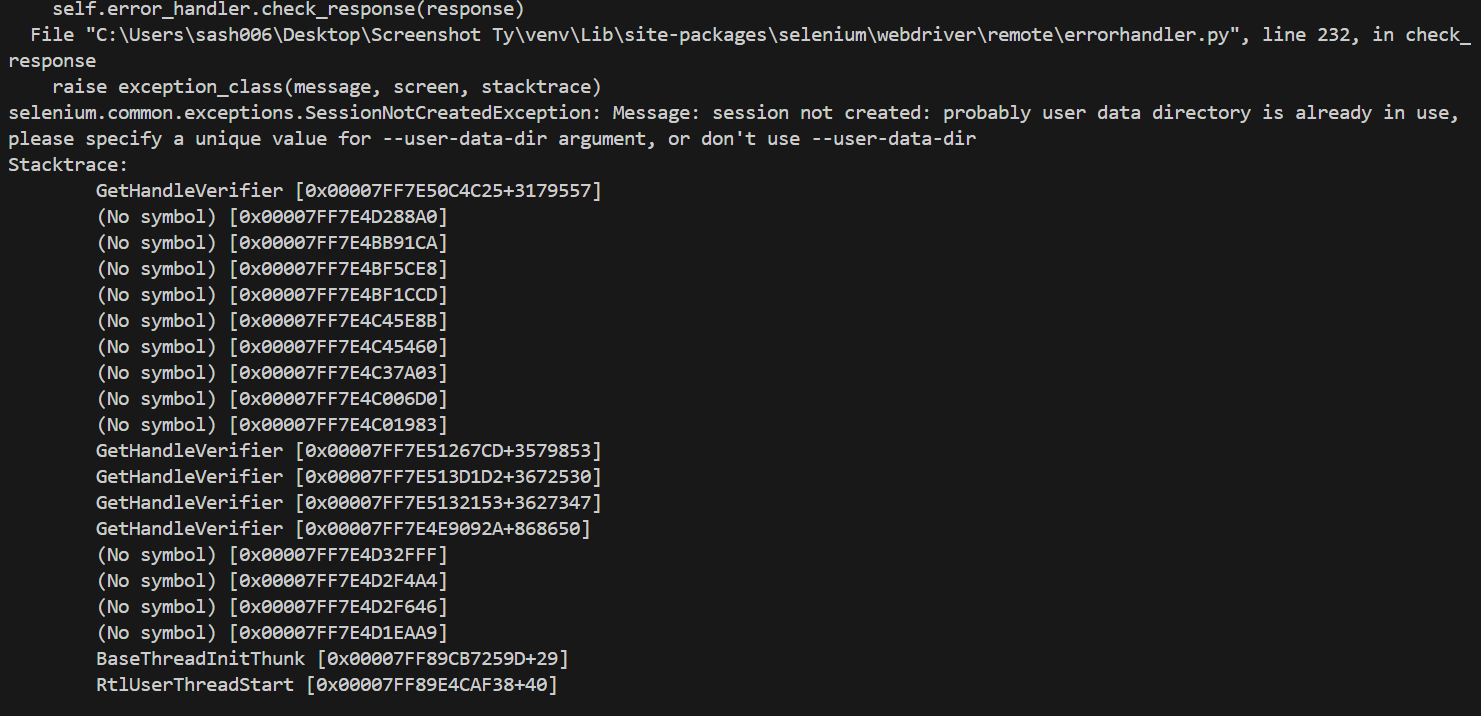 self.error_handler.check_response(response)
File "C:\Users\sash006\Desktop\Screenshot Ty\venv\Lib\site-packages\selenium\webdriver\remote\errorhandler.py", line 232, in check_
response
raise exception_class(message, screen, stacktrace)
selenium.common.exceptions.SessionNotCreatedException: Message: session not created: probably user data directory is already in use,
please specify a unique value for --user-data-dir argument, or don't use --user-data-dir
Stacktrace:
GetHandleVerifier [0x00007FF7E50C4C25+3179557]
(No symbol) [0x00007FF7E4D288A0]
(No symbol) [0x00007FF7E4BB91CA]
(No symbol) [0x00007FF7E4BF5CE8]
(No symbol) [0x00007FF7E4BF1CCD]
(No symbol) [0x00007FF7E4C45E8B]
(No symbol) [0x00007FF7E4C45460]
(No symbol) [0x00007FF7E4C37A03]
(No symbol) [0x00007FF7E4C006D0]
(No symbol) [0x00007FF7E4C01983]
GetHandleVerifier [0x00007FF7E51267CD+3579853]
GetHandleVerifier [0x00007FF7E513D1D2+3672530]
GetHandleVerifier [0x00007FF7E5132153+3627347]
GetHandleVerifier [0x00007FF7E4E9092A+868650]
(No symbol) [0x00007FF7E4D32FFF]
(No symbol) [0x00007FF7E4D2F4A4]
(No symbol) [0x00007FF7E4D2F646]
(No symbol) [0x00007FF7E4D1EAA9]
BaseThreadInitThunk [0x00007FF89CB7259D+29]
RtlUserThreadStart [0x00007FF89E4CAF38+40]